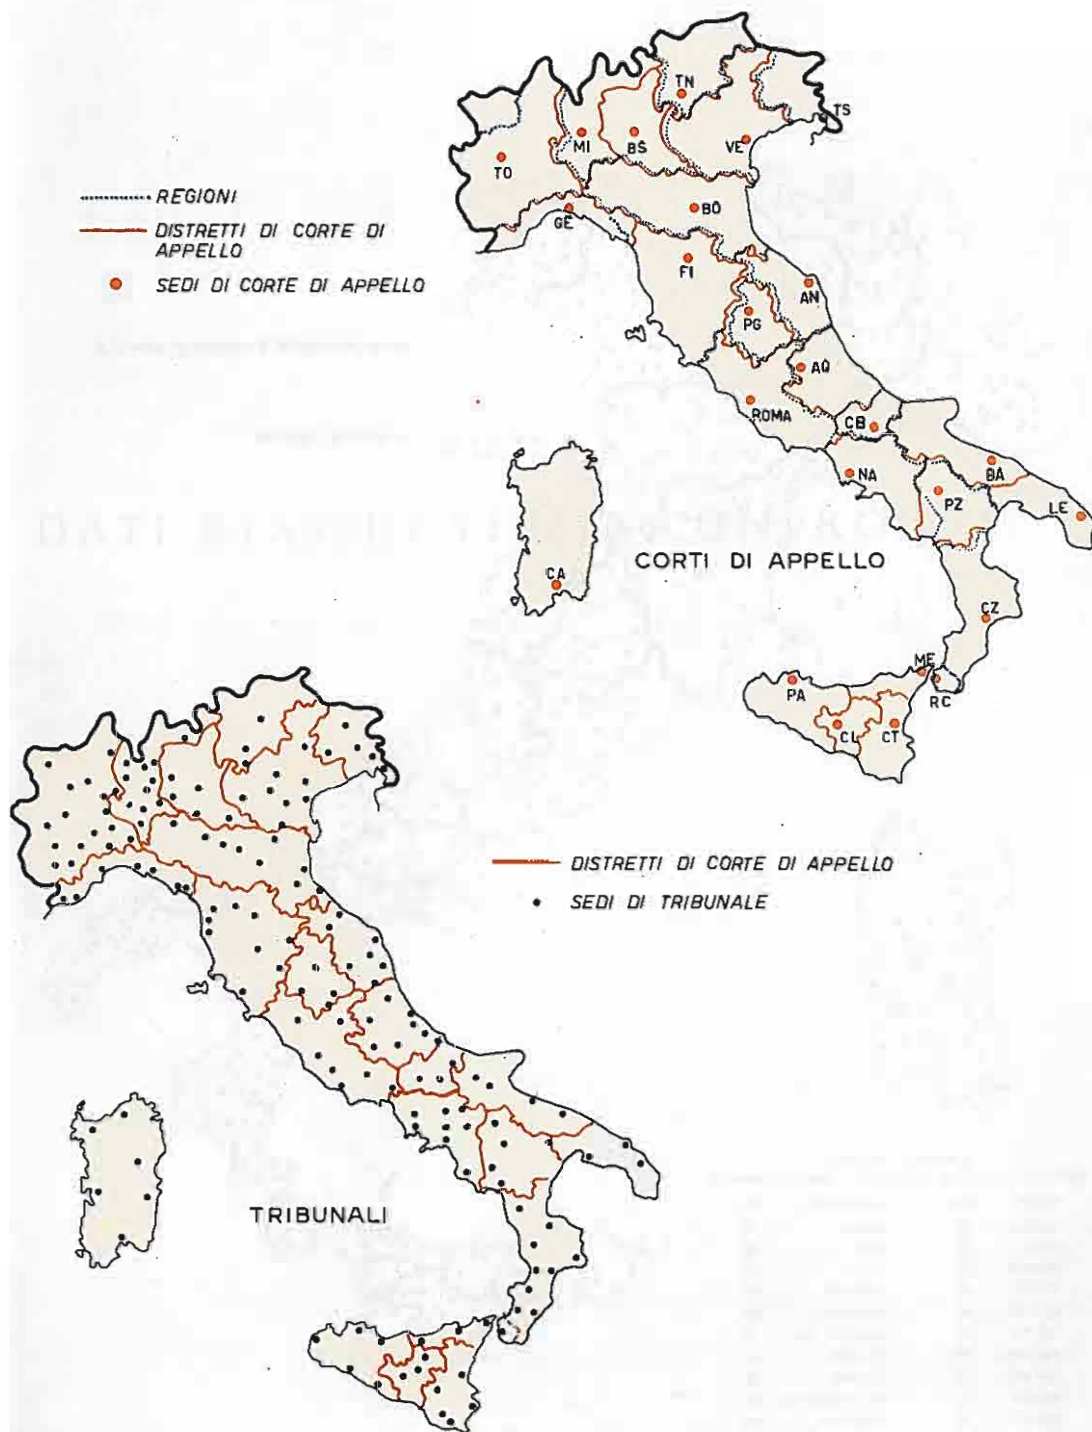 REGIONI
DISTRETTI DI CORTE DI
APPELLO
SEDI DI CORTE DI APPELLO
TN
TS
MI
BS
VE
TO
GE
BO
FI
AN
PG
AQ
ROMA
CB
NA
BA
PZ
LE
CA
CORTI DI APPELLO
CZ
ME
PA
RC
CL
CT
DISTRETTI DI CORTE DI APPELLO
SEDI DI TRIBUNALE
TRIBUNALI